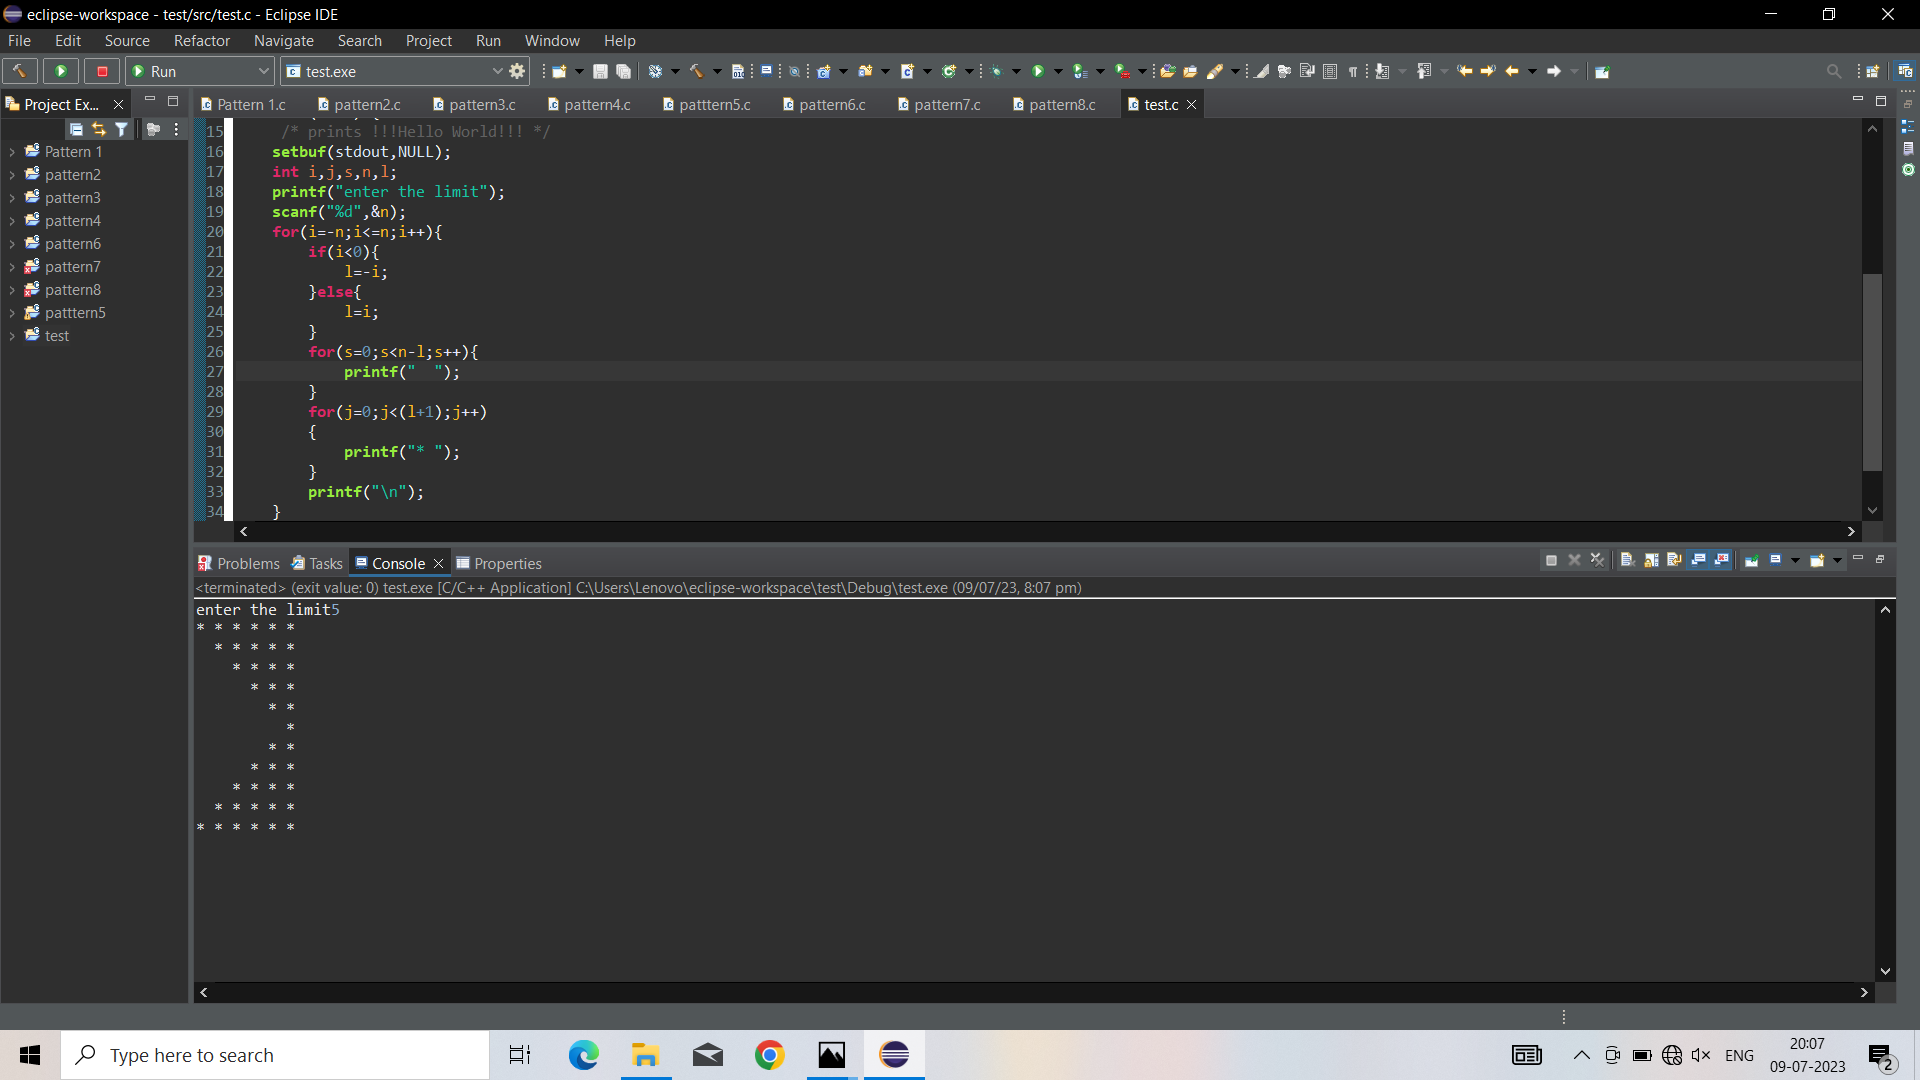 eclipse-workspace - test/src/test.c - Eclipse IDE
File Edit Source Refactor Navigate Search Project Run Window Help
Run test.exe
Project Ex...
Pattern 1.c pattern2.c pattern3.c pattern4.c patttern5.c pattern6.c pattern7.c pattern8.c test.c
Pattern 1
pattern2
pattern3
pattern4
pattern6
pattern7
pattern8
patttern5
test
15 /* prints !!!Hello World!!! */
16 setbuf(stdout,NULL);
17 int i,j,s,n,l;
18 printf("enter the limit");
19 scanf("%d",&n);
20 for(i=-n;i<=n;i++){
21 if(i<0){
22 l=-i;
23 }else{
24 l=i;
25 }
26 for(s=0;s<n-l;s++){
27 printf("  ");
28 }
29 for(j=0;j<(l+1);j++)
30 {
31 printf("* ");
32 }
33 printf("\n");
34 }
Problems Tasks Console Properties
<terminated> (exit value: 0) test.exe [C/C++ Application] C:\Users\Lenovo\eclipse-workspace\test\Debug\test.exe (09/07/23, 8:07 pm)
enter the limit5
* * * * * *
  * * * * *
    * * * *
      * * *
        * *
          *
        * *
      * * *
    * * * *
  * * * * *
* * * * * *
Type here to search
ENG
20:07
09-07-2023
2